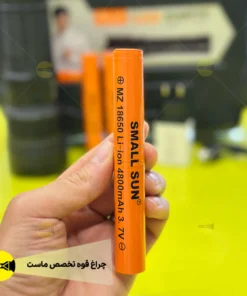 SMALL SUN®
⊕ MZ 18650 Li-ion 4800mAh 3.7V ⊖
چراغ قوه تخصص ماست